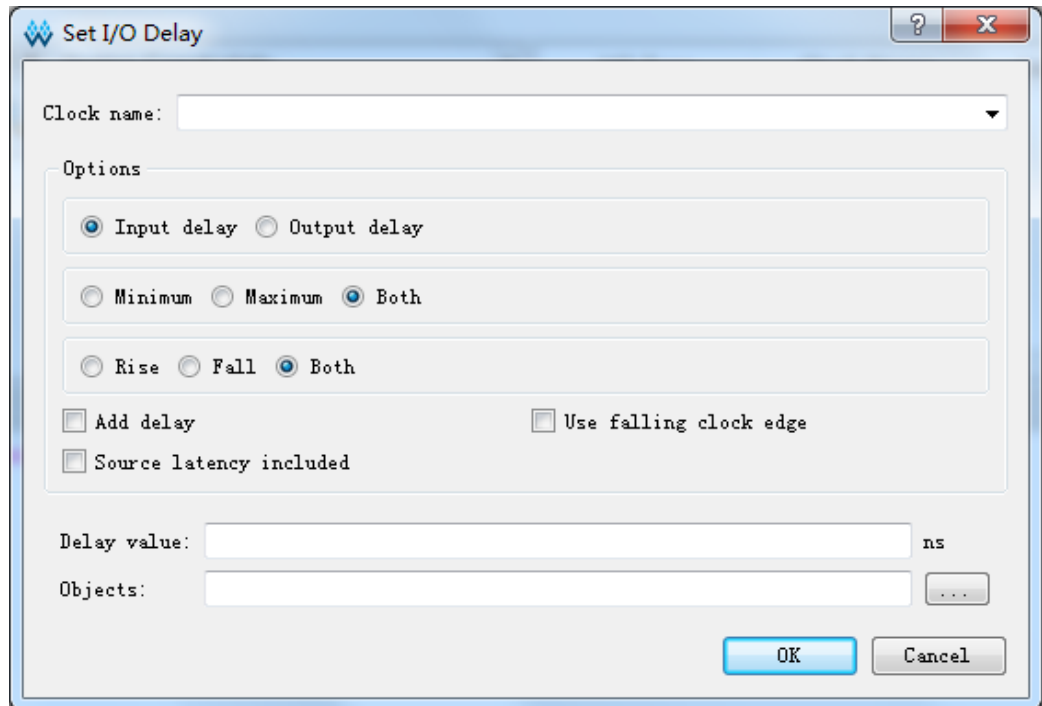 Set I/O Delay
Clock name:
Options
Input delay Output delay
Minimum Maximum Both
Rise Fall Both
Add delay Use falling clock edge
Source latency included
Delay value: ns
Objects: ...
OK Cancel